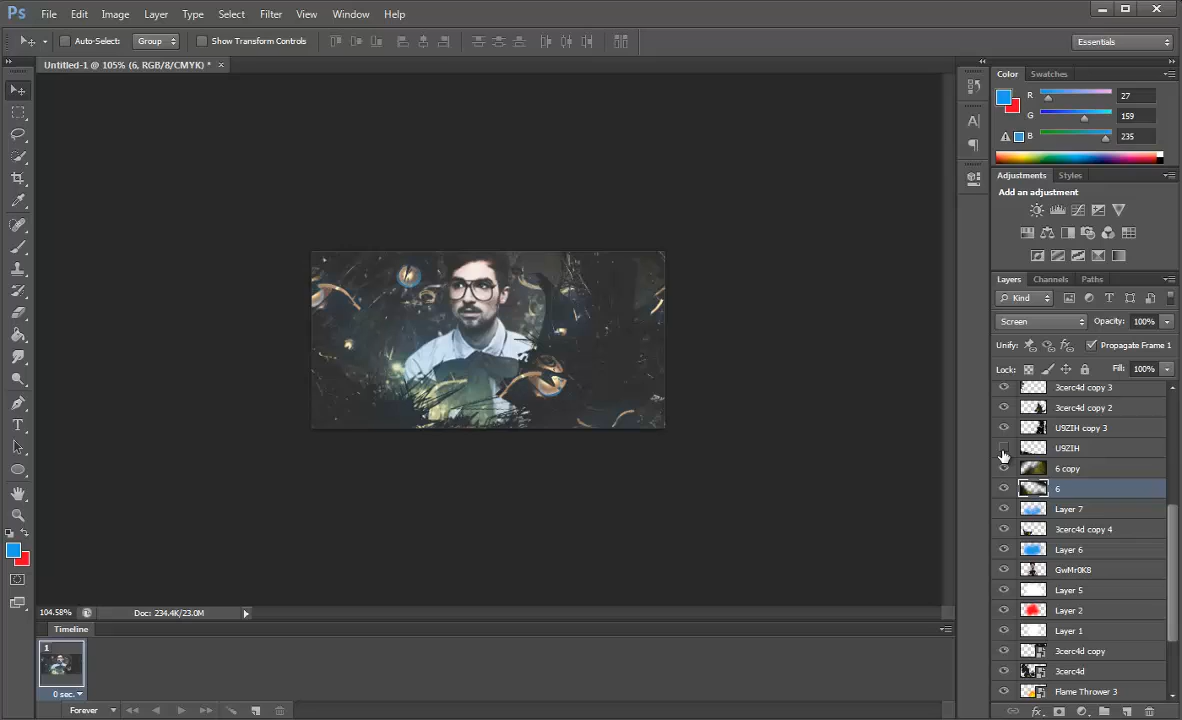 Ps File Edit Image Layer Type Select Filter View Window Help
Auto-Select: Group Show Transform Controls Essentials
Untitled-1 @ 105% (6, RGB/8/CMYK) * ×
Color Swatches
R 27
G 159
B 235
Adjustments Styles
Add an adjustment
Layers Channels Paths
Kind
Screen Opacity: 100%
Unify: Propagate Frame 1
Lock: Fill: 100%
3cerc4d copy 3
3cerc4d copy 2
U9ZIH copy 3
U9ZIH
6 copy
6
Layer 7
3cerc4d copy 4
Layer 6
GwMr0K8
Layer 5
Layer 2
Layer 1
3cerc4d copy
3cerc4d
Flame Thrower 3
104.58% Doc: 234.4K/23.0M
Timeline
1
0 sec.
Forever